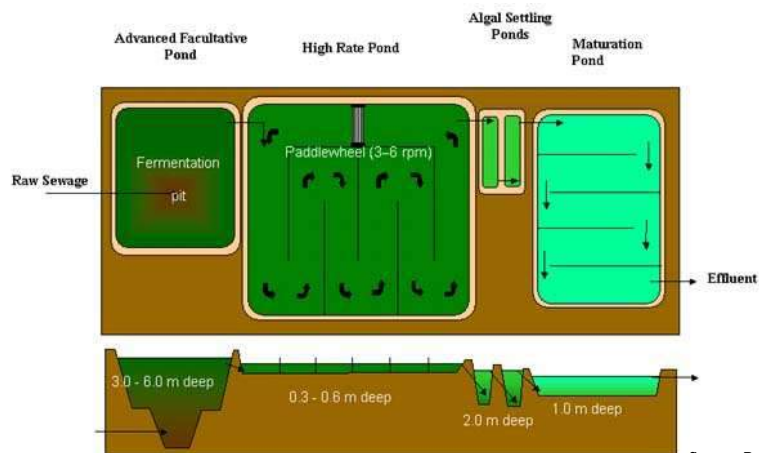 Advanced Facultative
Pond
High Rate Pond
Algal Settling
Ponds
Maturation
Pond
Raw Sewage
Fermentation
pit
Paddlewheel (3–6 rpm)
Effluent
3.0 - 6.0 m deep
0.3 - 0.6 m deep
2.0 m deep
1.0 m deep